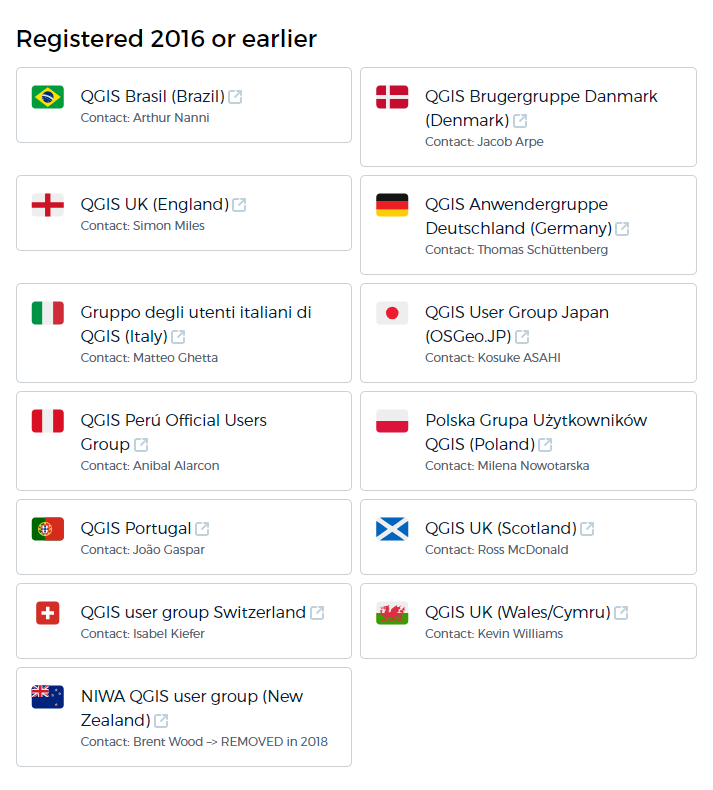 Registered 2016 or earlier
QGIS Brasil (Brazil)
Contact: Arthur Nanni
QGIS Brugergruppe Danmark
(Denmark)
Contact: Jacob Arpe
QGIS UK (England)
Contact: Simon Miles
QGIS Anwendergruppe
Deutschland (Germany)
Contact: Thomas Schüttenberg
Gruppo degli utenti italiani di
QGIS (Italy)
Contact: Matteo Ghetta
QGIS User Group Japan
(OSGeo.JP)
Contact: Kosuke ASAHI
QGIS Perú Official Users
Group
Contact: Anibal Alarcon
Polska Grupa Użytkowników
QGIS (Poland)
Contact: Milena Nowotarska
QGIS Portugal
Contact: João Gaspar
QGIS UK (Scotland)
Contact: Ross McDonald
QGIS user group Switzerland
Contact: Isabel Kiefer
QGIS UK (Wales/Cymru)
Contact: Kevin Williams
NIWA QGIS user group (New
Zealand)
Contact: Brent Wood –> REMOVED in 2018